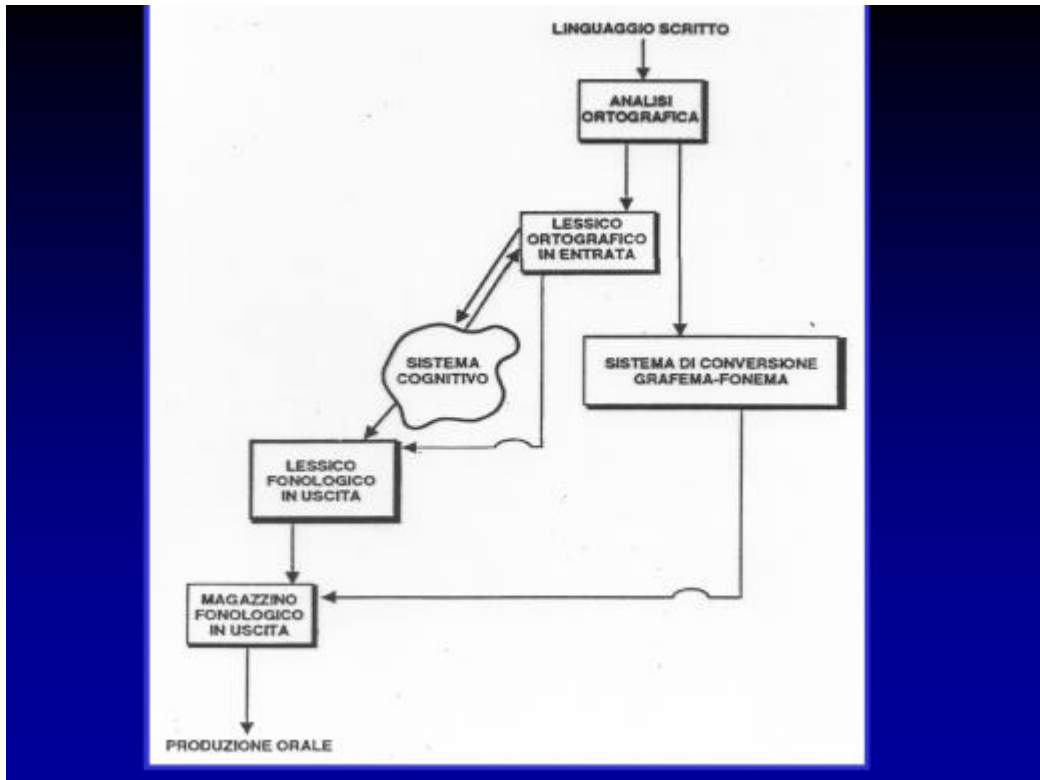 LINGUAGGIO SCRITTO
ANALISI
ORTOGRAFICA
LESSICO
ORTOGRAFICO
IN ENTRATA
SISTEMA
COGNITIVO
SISTEMA DI CONVERSIONE
GRAFEMA-FONEMA
LESSICO
FONOLOGICO
IN USCITA
MAGAZZINO
FONOLOGICO
IN USCITA
PRODUZIONE ORALE